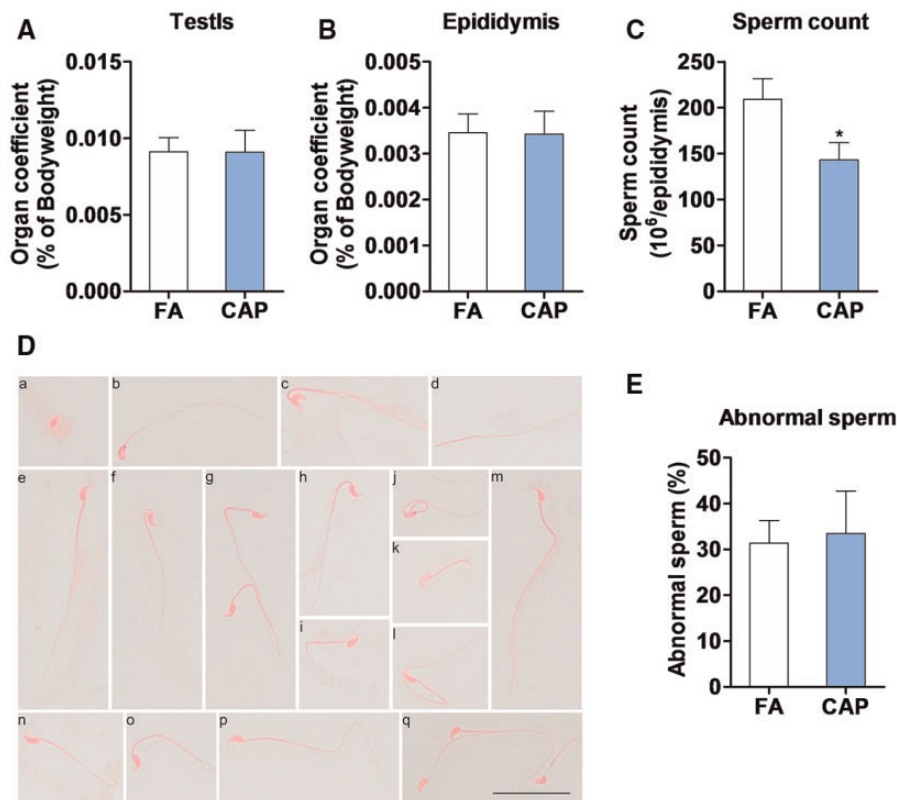 A
Testls
Organ coefficient
(% of Bodyweight)
0.015
0.010
0.005
0.000
FA
CAP
B
Epididymis
Organ coefficient
(% of Bodyweight)
0.005
0.004
0.003
0.002
0.001
0.000
FA
CAP
C
Sperm count
Sperm count
(10⁶/epididymis)
250
200
150
100
50
0
*
FA
CAP
D
a
b
c
d
e
f
g
h
i
j
k
l
m
n
o
p
q
E
Abnormal sperm
Abnormal sperm (%)
50
40
30
20
10
0
FA
CAP